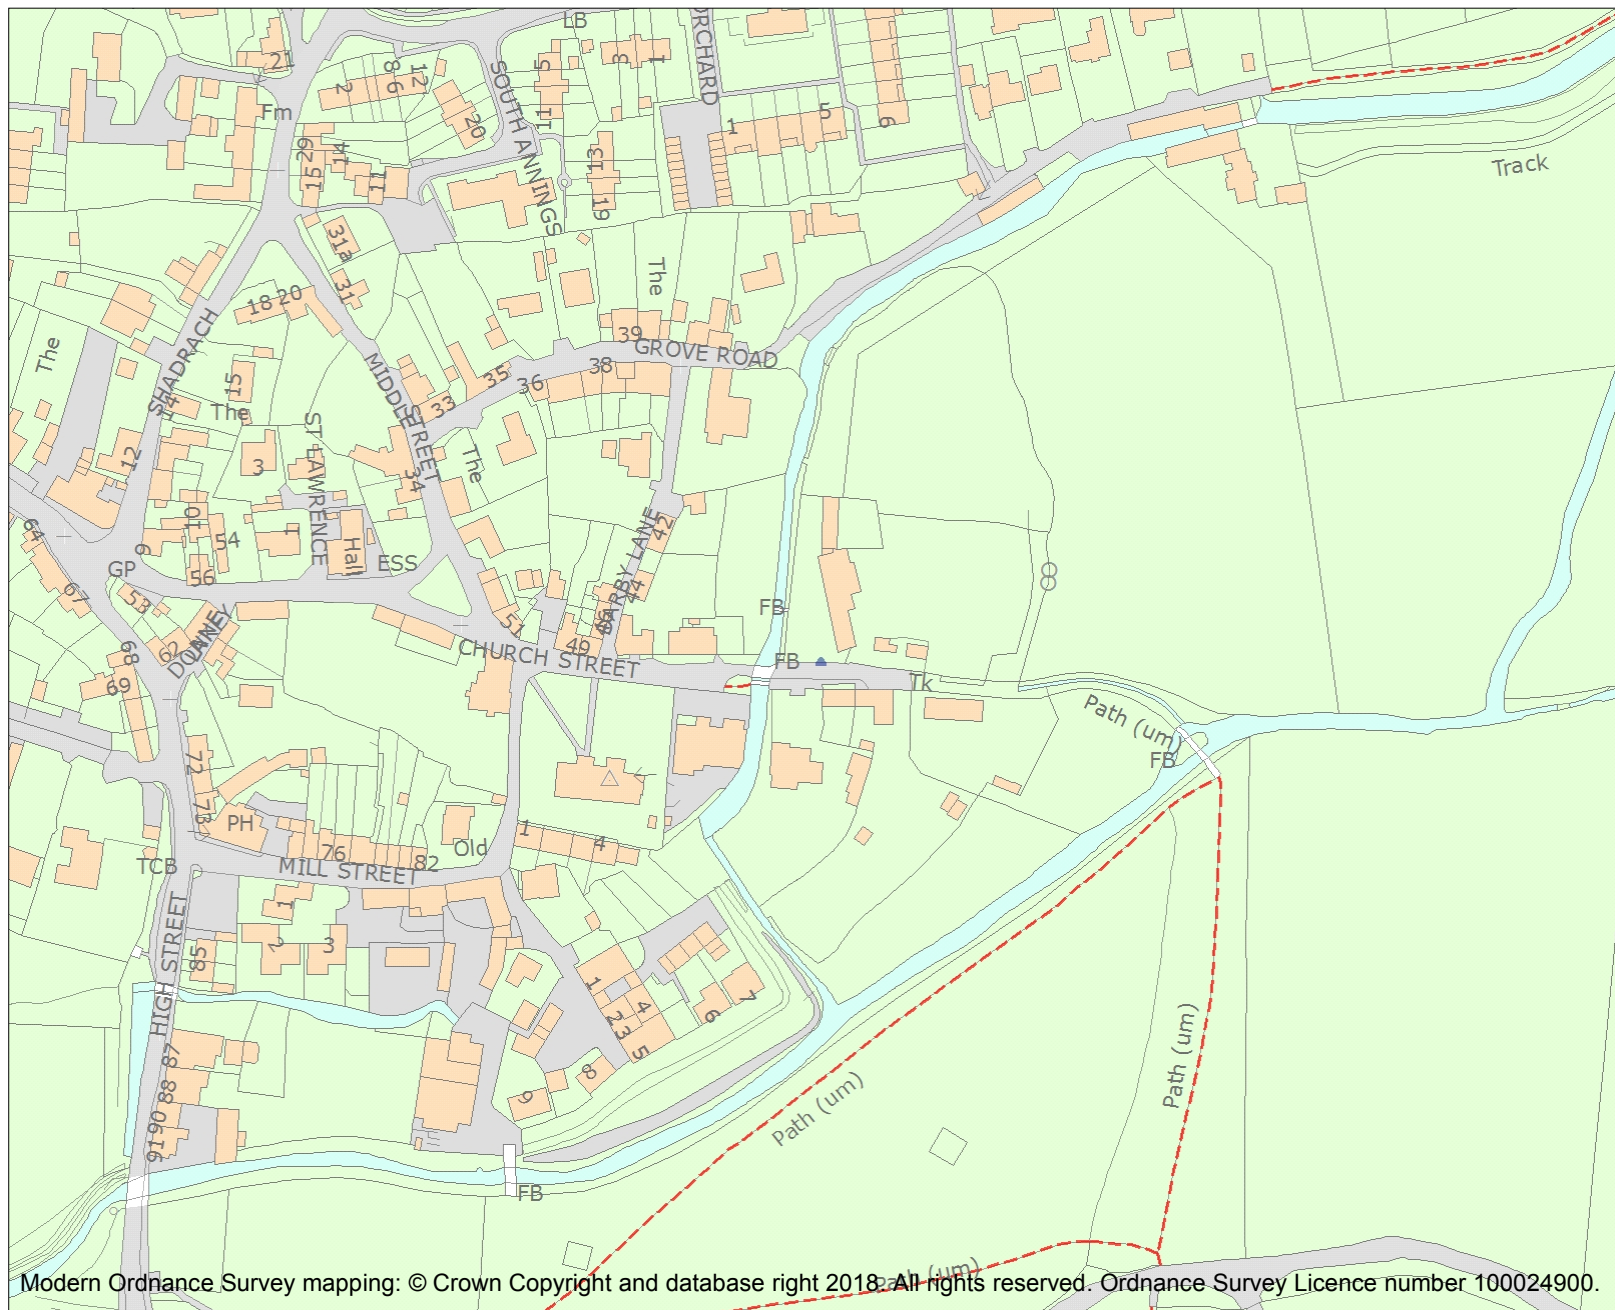 LB
21
2
8
6
12
5
3
1
ORCHARD
Fm
20
SOUTH ANNINGS
11
1
5
6
29
14
15
11
13
19
Track
31a
31
The
18 20
SHADRACH
39
GROVE ROAD
The
MIDDLE STREET
35
36
38
33
15
14
The
12
3
ST LAWRENCE
34
The
64
10
54
1
Hall
9
42
DARBY LANE
GP
56
ESS
44
67
53
51
FB
DONNEY LANE
62
68
49
CHURCH STREET
FB
69
Tk
Path (um)
FB
72
73
PH
76
82
Old
1
4
TCB
MILL STREET
1
2
3
85
HIGH STREET
1
4
2
3
5
6
7
8
9
87
88
90
91
Path (um)
Path (um)
FB
Path (um)
Modern Ordnance Survey mapping: © Crown Copyright and database right 2018. All rights reserved. Ordnance Survey Licence number 100024900.